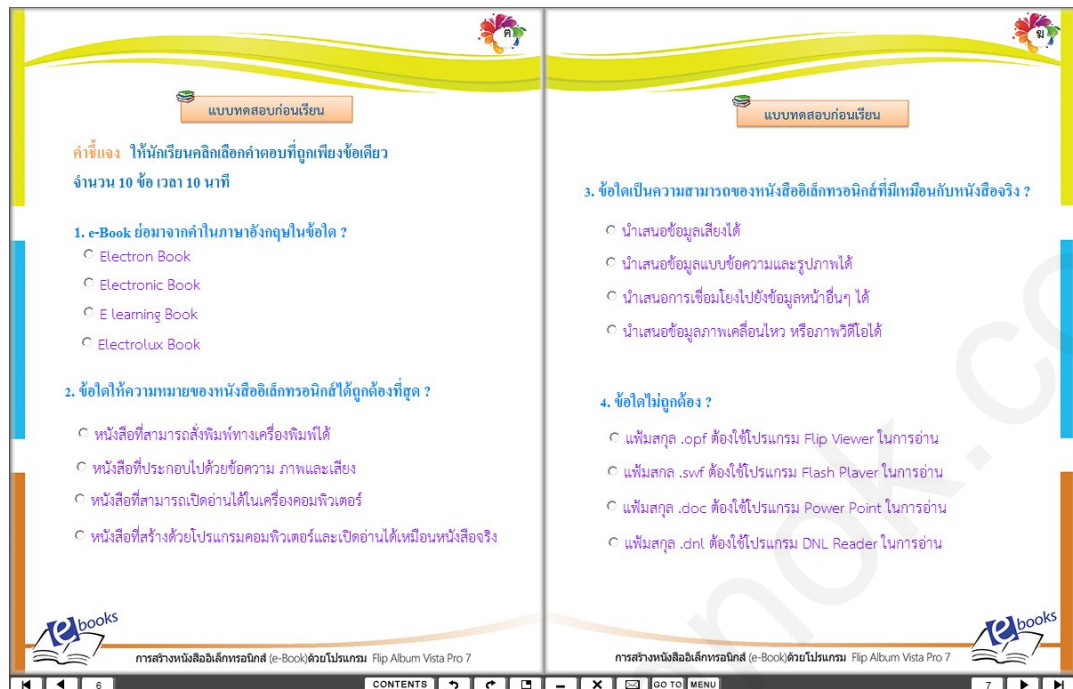 ค
แบบทดสอบก่อนเรียน
คำชี้แจง ให้นักเรียนคลิกเลือกคำตอบที่ถูกเพียงข้อเดียว
จำนวน 10 ข้อ เวลา 10 นาที
1. e-Book ย่อมาจากคำในภาษาอังกฤษในข้อใด ?
Electron Book
Electronic Book
E learning Book
Electrolux Book
2. ข้อใดให้ความหมายของหนังสืออิเล็กทรอนิกส์ได้ถูกต้องที่สุด ?
หนังสือที่สามารถสั่งพิมพ์ทางเครื่องพิมพ์ได้
หนังสือที่ประกอบไปด้วยข้อความ ภาพและเสียง
หนังสือที่สามารถเปิดอ่านได้ในเครื่องคอมพิวเตอร์
หนังสือที่สร้างด้วยโปรแกรมคอมพิวเตอร์และเปิดอ่านได้เหมือนหนังสือจริง
e books
การสร้างหนังสืออิเล็กทรอนิกส์ (e-Book)ด้วยโปรแกรม Flip Album Vista Pro 7
ฆ
แบบทดสอบก่อนเรียน
3. ข้อใดเป็นความสามารถของหนังสืออิเล็กทรอนิกส์ที่มีเหมือนกับหนังสือจริง ?
นำเสนอข้อมูลเสียงได้
นำเสนอข้อมูลแบบข้อความและรูปภาพได้
นำเสนอการเชื่อมโยงไปยังข้อมูลหน้าอื่นๆ ได้
นำเสนอข้อมูลภาพเคลื่อนไหว หรือภาพวิดีโอได้
4. ข้อใดไม่ถูกต้อง ?
แฟ้มสกุล .opf ต้องใช้โปรแกรม Flip Viewer ในการอ่าน
แฟ้มสกุล .swf ต้องใช้โปรแกรม Flash Player ในการอ่าน
แฟ้มสกุล .doc ต้องใช้โปรแกรม Power Point ในการอ่าน
แฟ้มสกุล .dnl ต้องใช้โปรแกรม DNL Reader ในการอ่าน
e books
การสร้างหนังสืออิเล็กทรอนิกส์ (e-Book)ด้วยโปรแกรม Flip Album Vista Pro 7
6 CONTENTS GO TO MENU 7